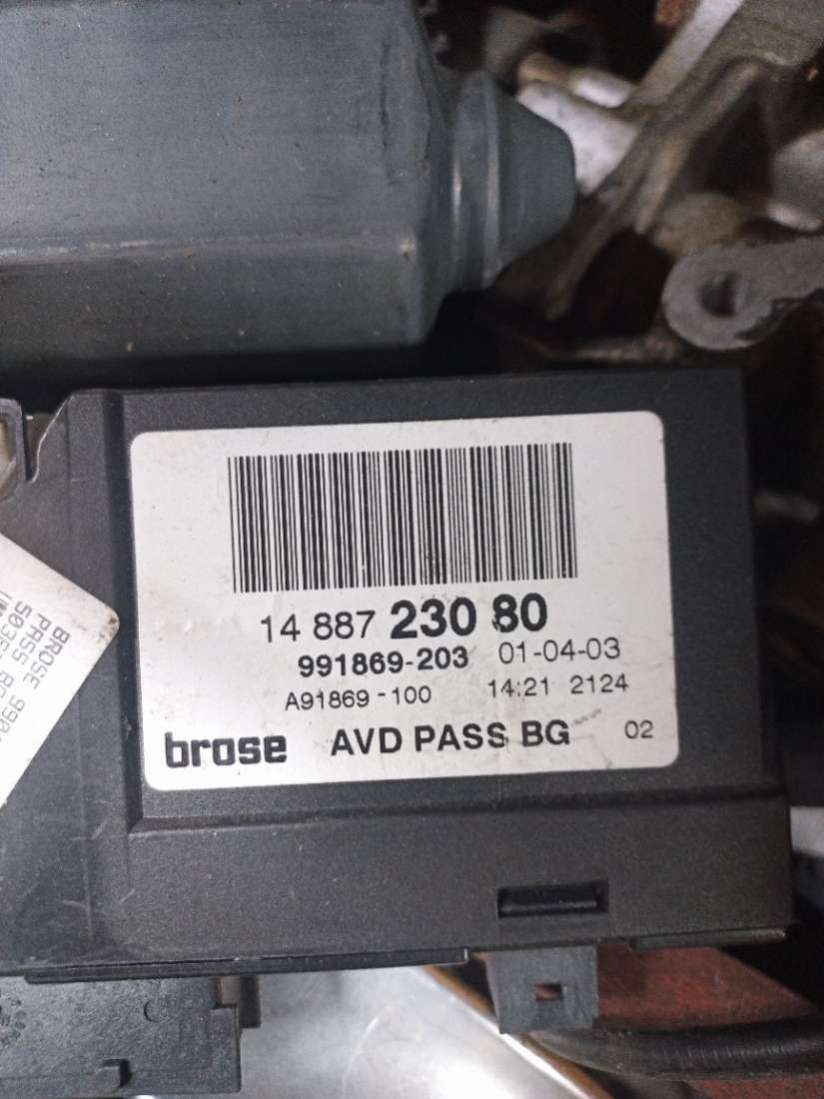 14 887 230 80
991869-203 01-04-03
A91869-100 14:21 2124
brose AVD PASS BG 02
BROSE 990
PASS